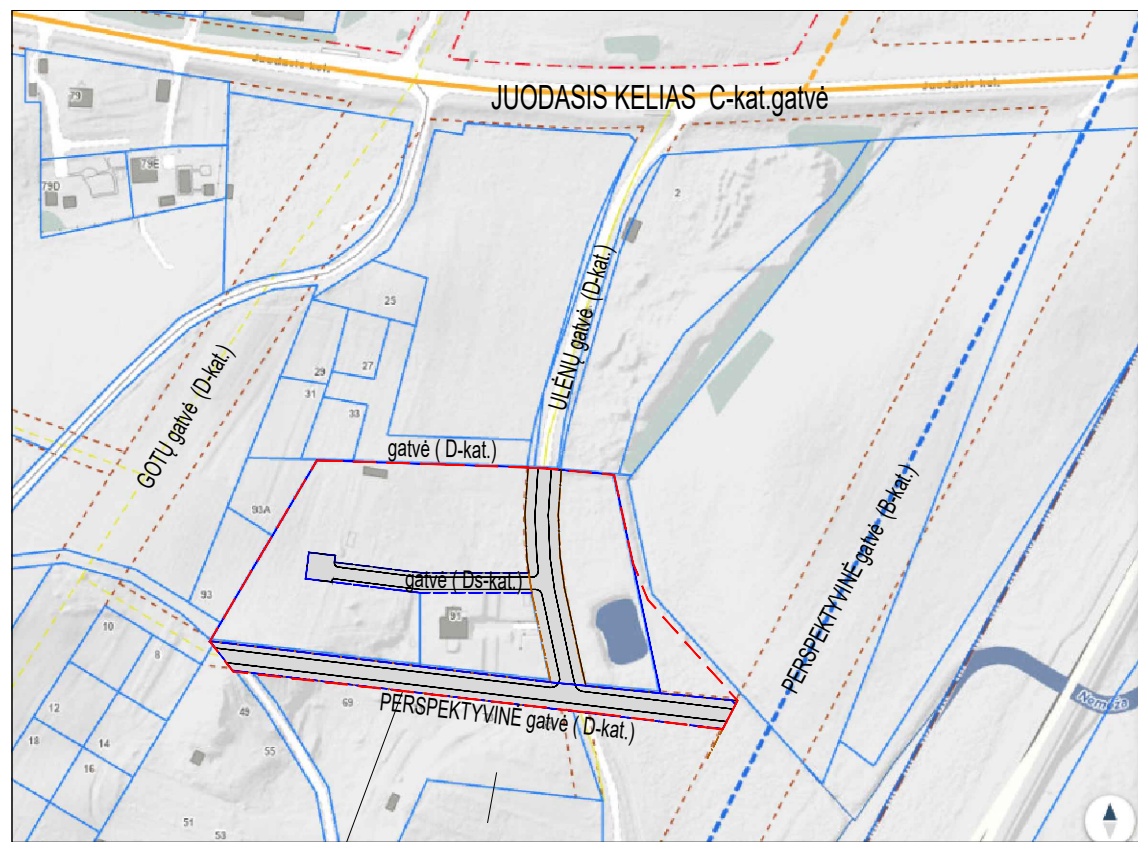 Juodasis kel.
Juodasis kel.
JUODASIS KELIAS C-kat.gatvė
79
79E
79D
2
25
ULĖNŲ gatvė (D-kat.)
29
27
31
33
GOTŲ gatvė (D-kat.)
gatvė ( D-kat.)
93A
gatvė ( Ds-kat.)
93
91
PERSPEKTYVINĖ gatvė (B-kat.)
10
8
12
49
69
PERSPEKTYVINĖ gatvė ( D-kat.)
18
14
16
55
51
53